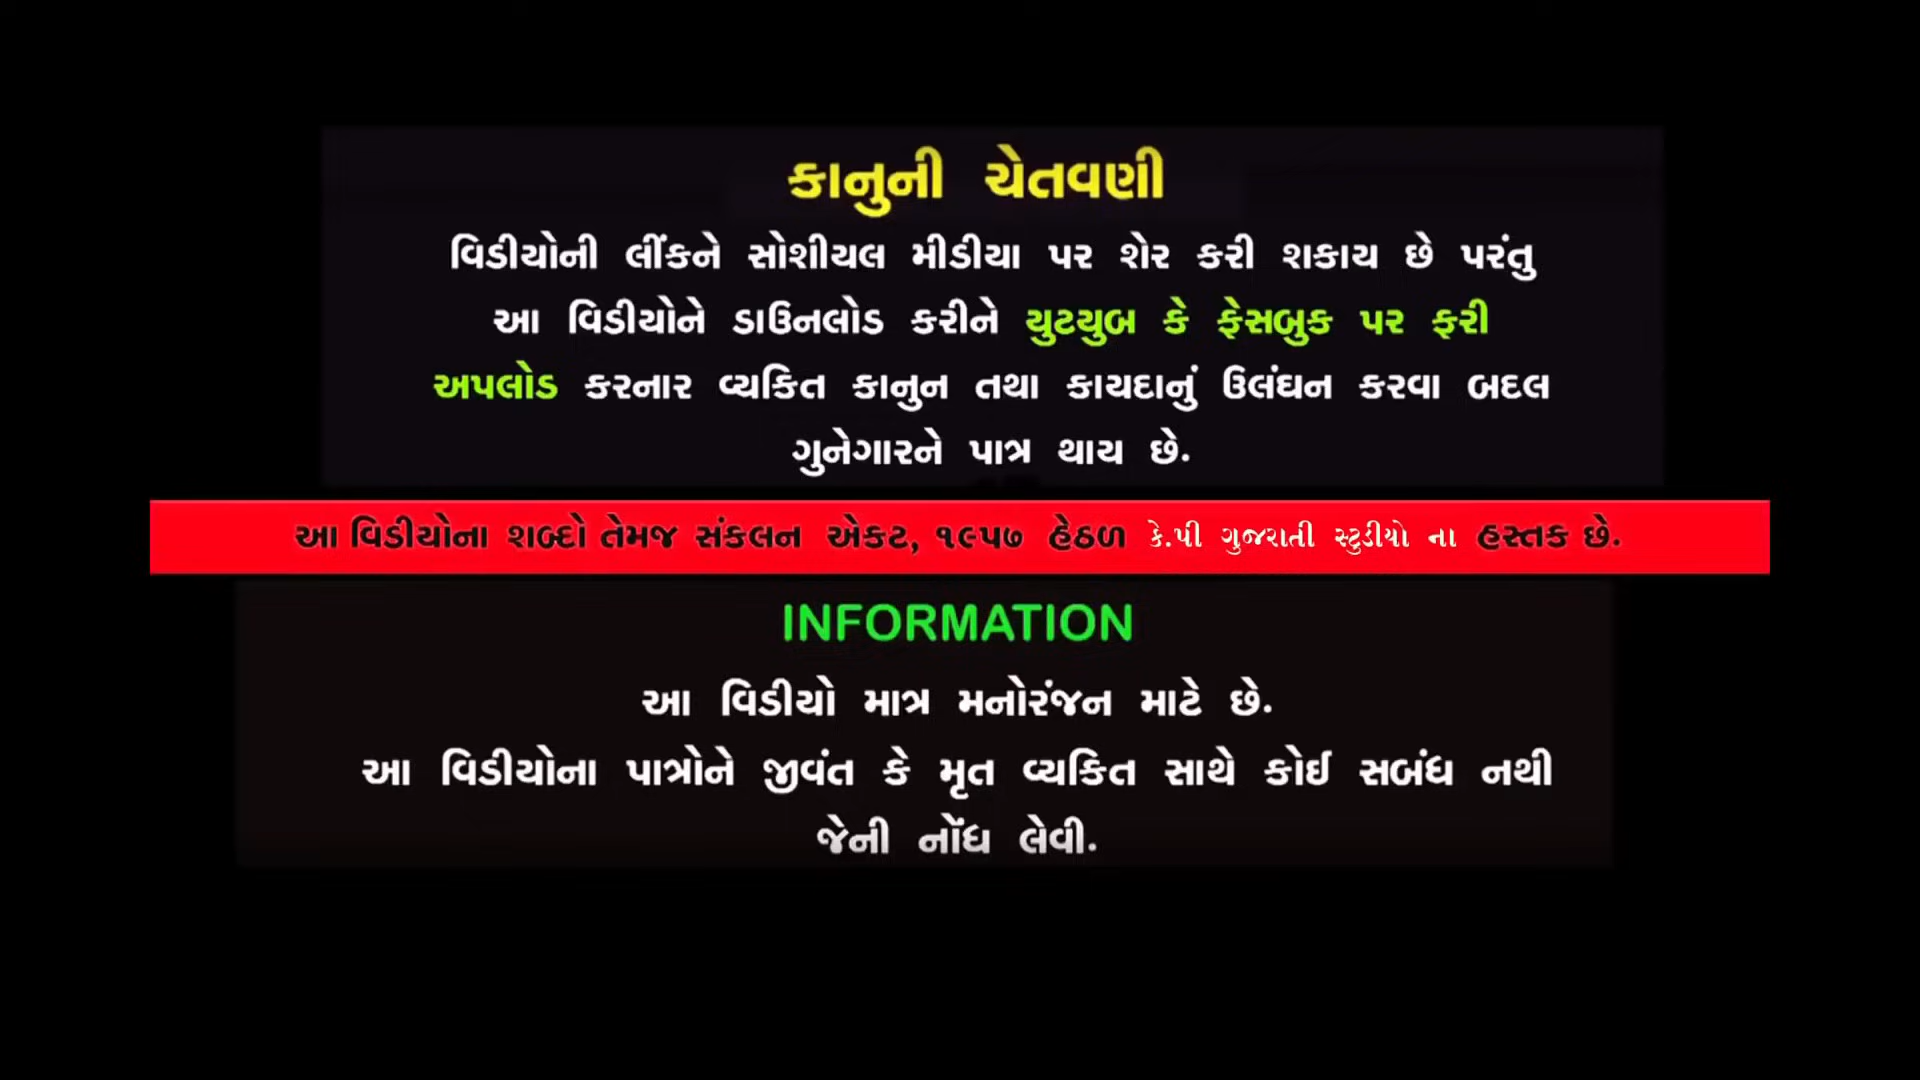 કાનુની ચેતવણી
વિડીયોની લીંકને સોશીયલ મીડીયા પર શેર કરી શકાય છે પરંતુ
આ વિડીયોને ડાઉનલોડ કરીને યુટયુબ કે ફેસબુક પર ફરી
અપલોડ કરનાર વ્યકિત કાનુન તથા કાયદાનું ઉલંઘન કરવા બદલ
ગુનેગારને પાત્ર થાય છે.
આ વિડીયોના શબ્દો તેમજ સંકલન એકટ, ૧૯૫૭ હેઠળ કે.પી ગુજરાતી સ્ટુડીયો ના હસ્તક છે.
INFORMATION
આ વિડીયો માત્ર મનોરંજન માટે છે.
આ વિડીયોના પાત્રોને જીવંત કે મૃત વ્યકિત સાથે કોઈ સબંધ નથી
જેની નોંધ લેવી.